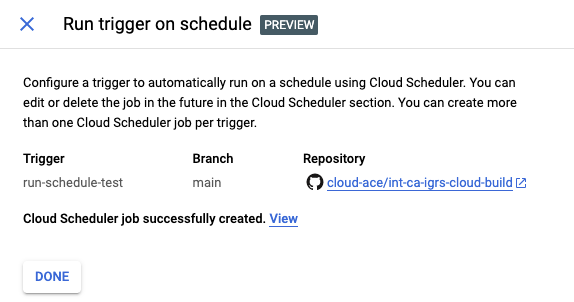 Run trigger on schedule PREVIEW
Configure a trigger to automatically run on a schedule using Cloud Scheduler. You can
edit or delete the job in the future in the Cloud Scheduler section. You can create more
than one Cloud Scheduler job per trigger.
Trigger Branch Repository
run-schedule-test main cloud-ace/int-ca-igrs-cloud-build
Cloud Scheduler job successfully created. View
DONE